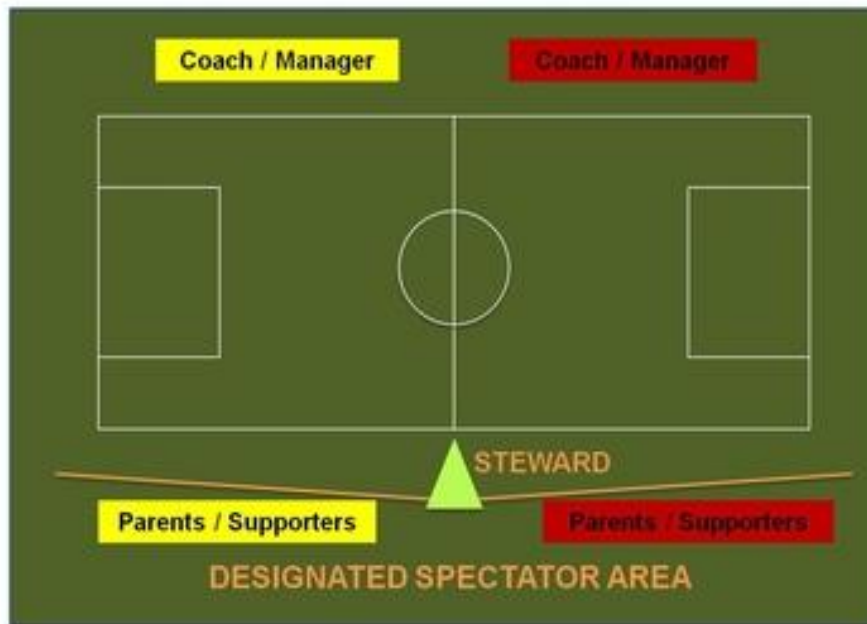 Coach / Manager
Coach / Manager
STEWARD
Parents / Supporters
Parents / Supporters
DESIGNATED SPECTATOR AREA